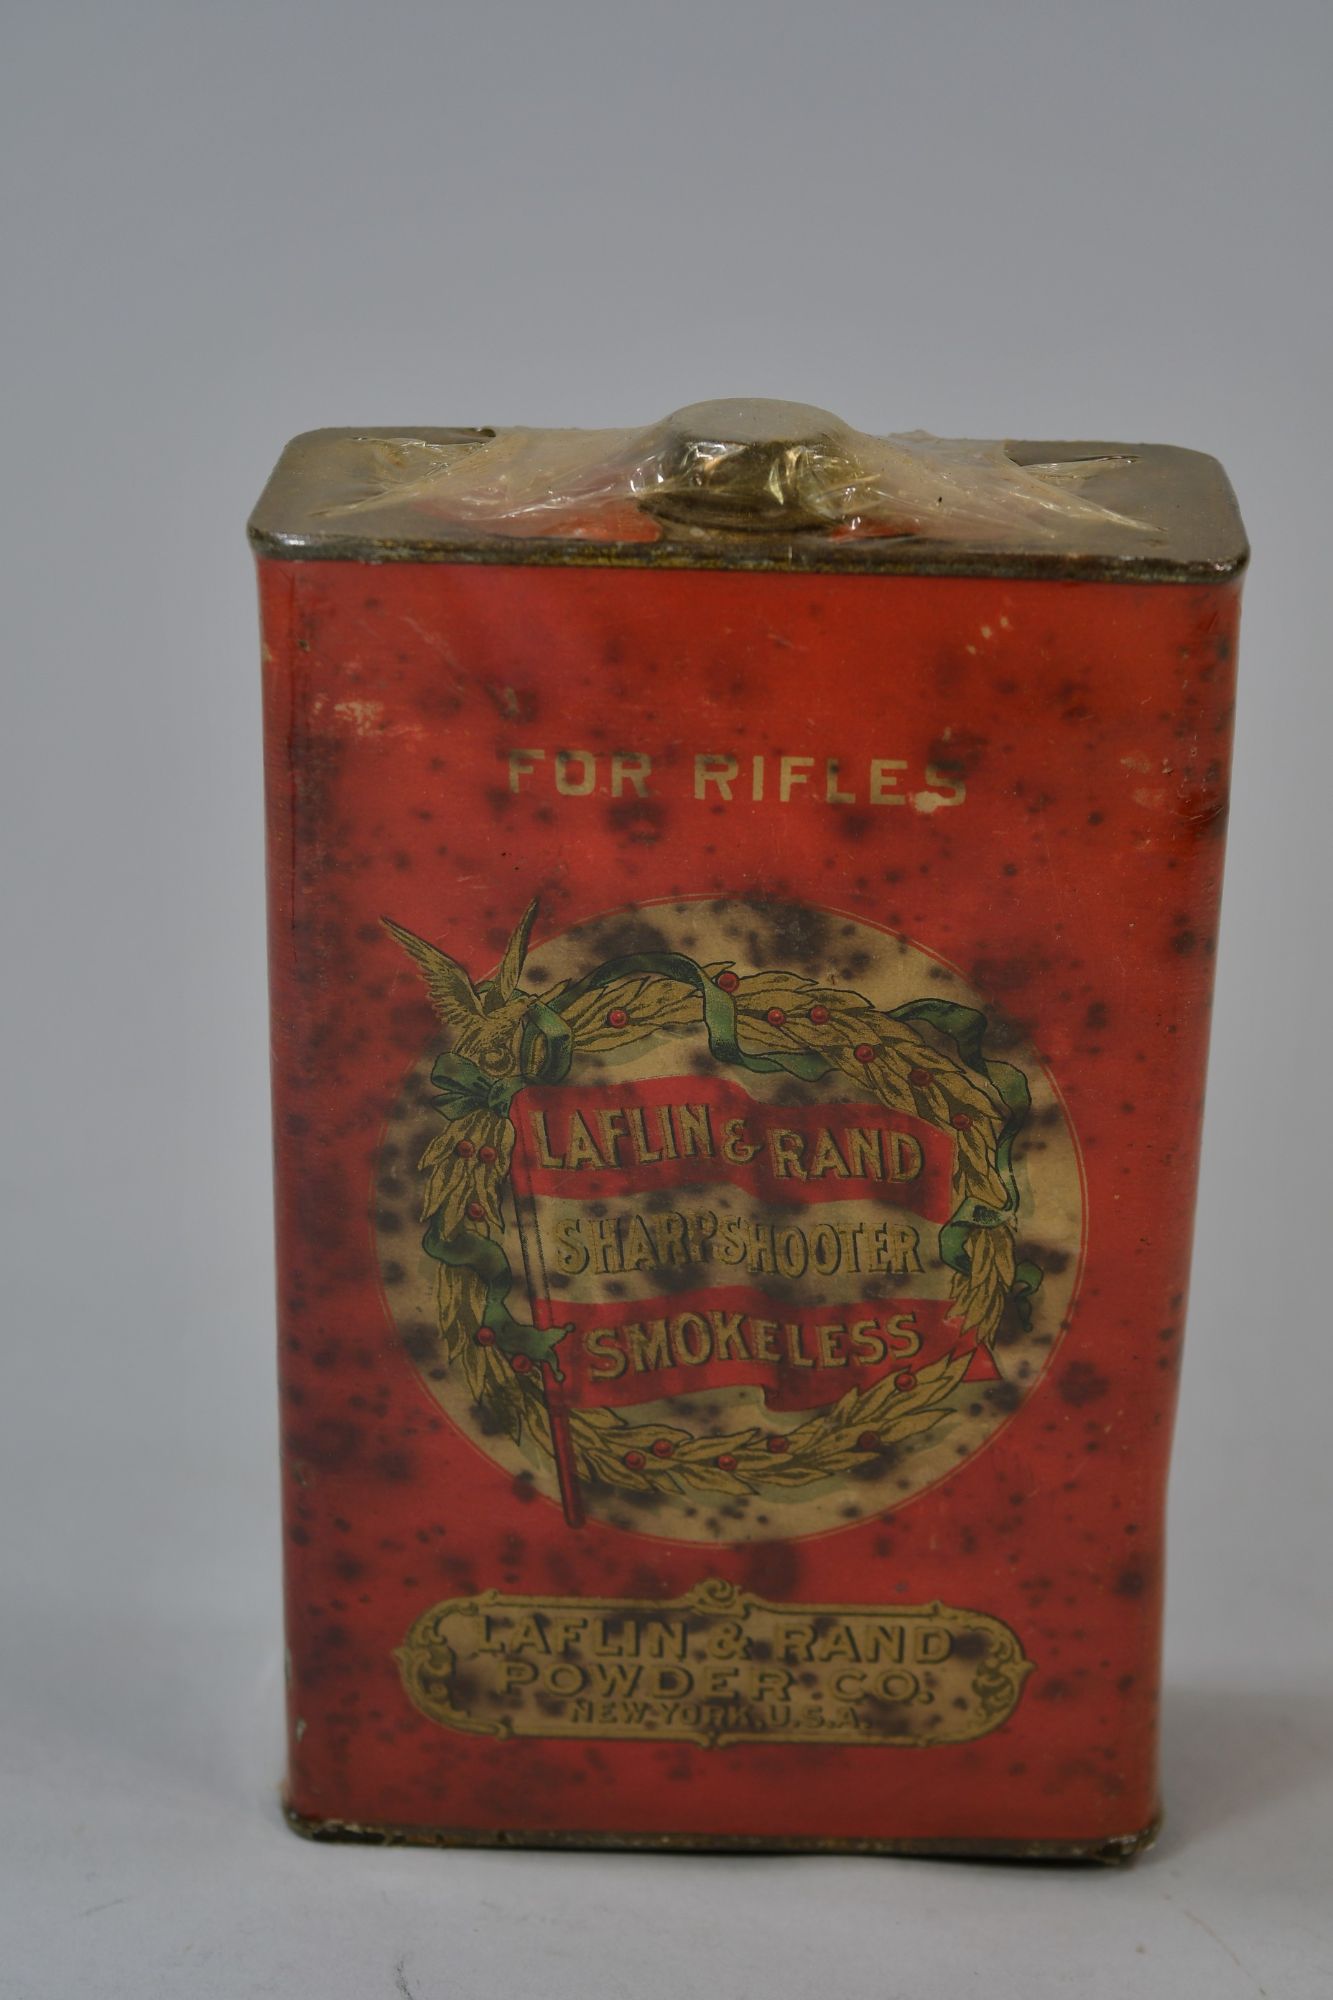 FOR RIFLES
LAFLIN & RAND
SHARPSHOOTER
SMOKELESS
LAFLIN & RAND
POWDER CO.
NEW-YORK, U.S.A.